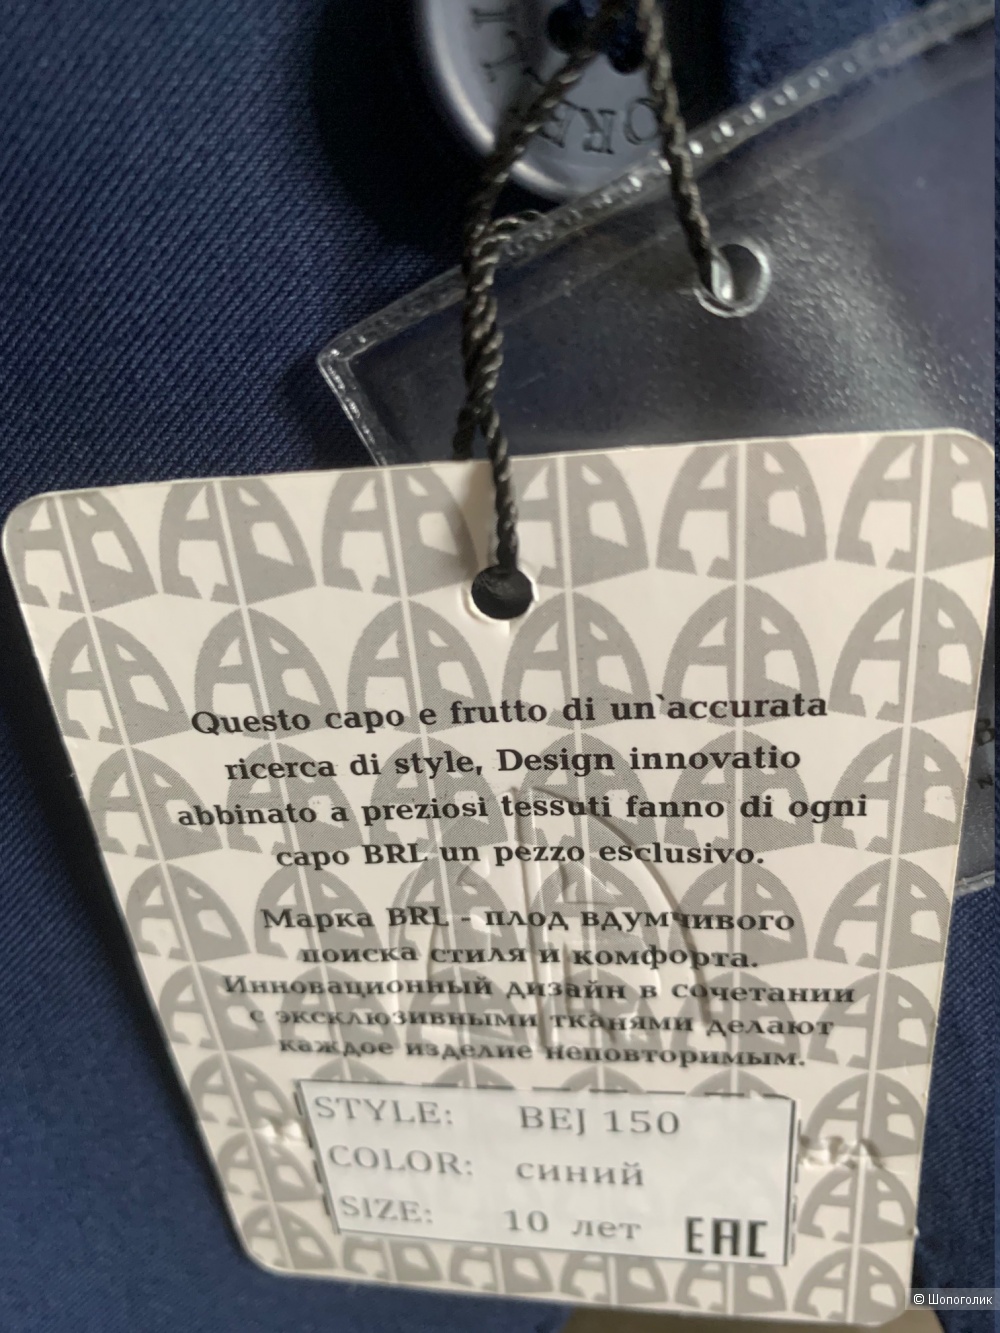 Questo capo e frutto di un`accurata
ricerca di style, Design innovatio
abbinato a preziosi tessuti fanno di ogni
capo BRL un pezzo esclusivo.
Марка BRL - плод вдумчивого
поиска стиля и комфорта.
Инновационный дизайн в сочетании
с эксклюзивными тканями делают
каждое изделие неповторимым.
STYLE: BEJ 150
COLOR: синий
SIZE: 10 лет EAC
© Шопоголик